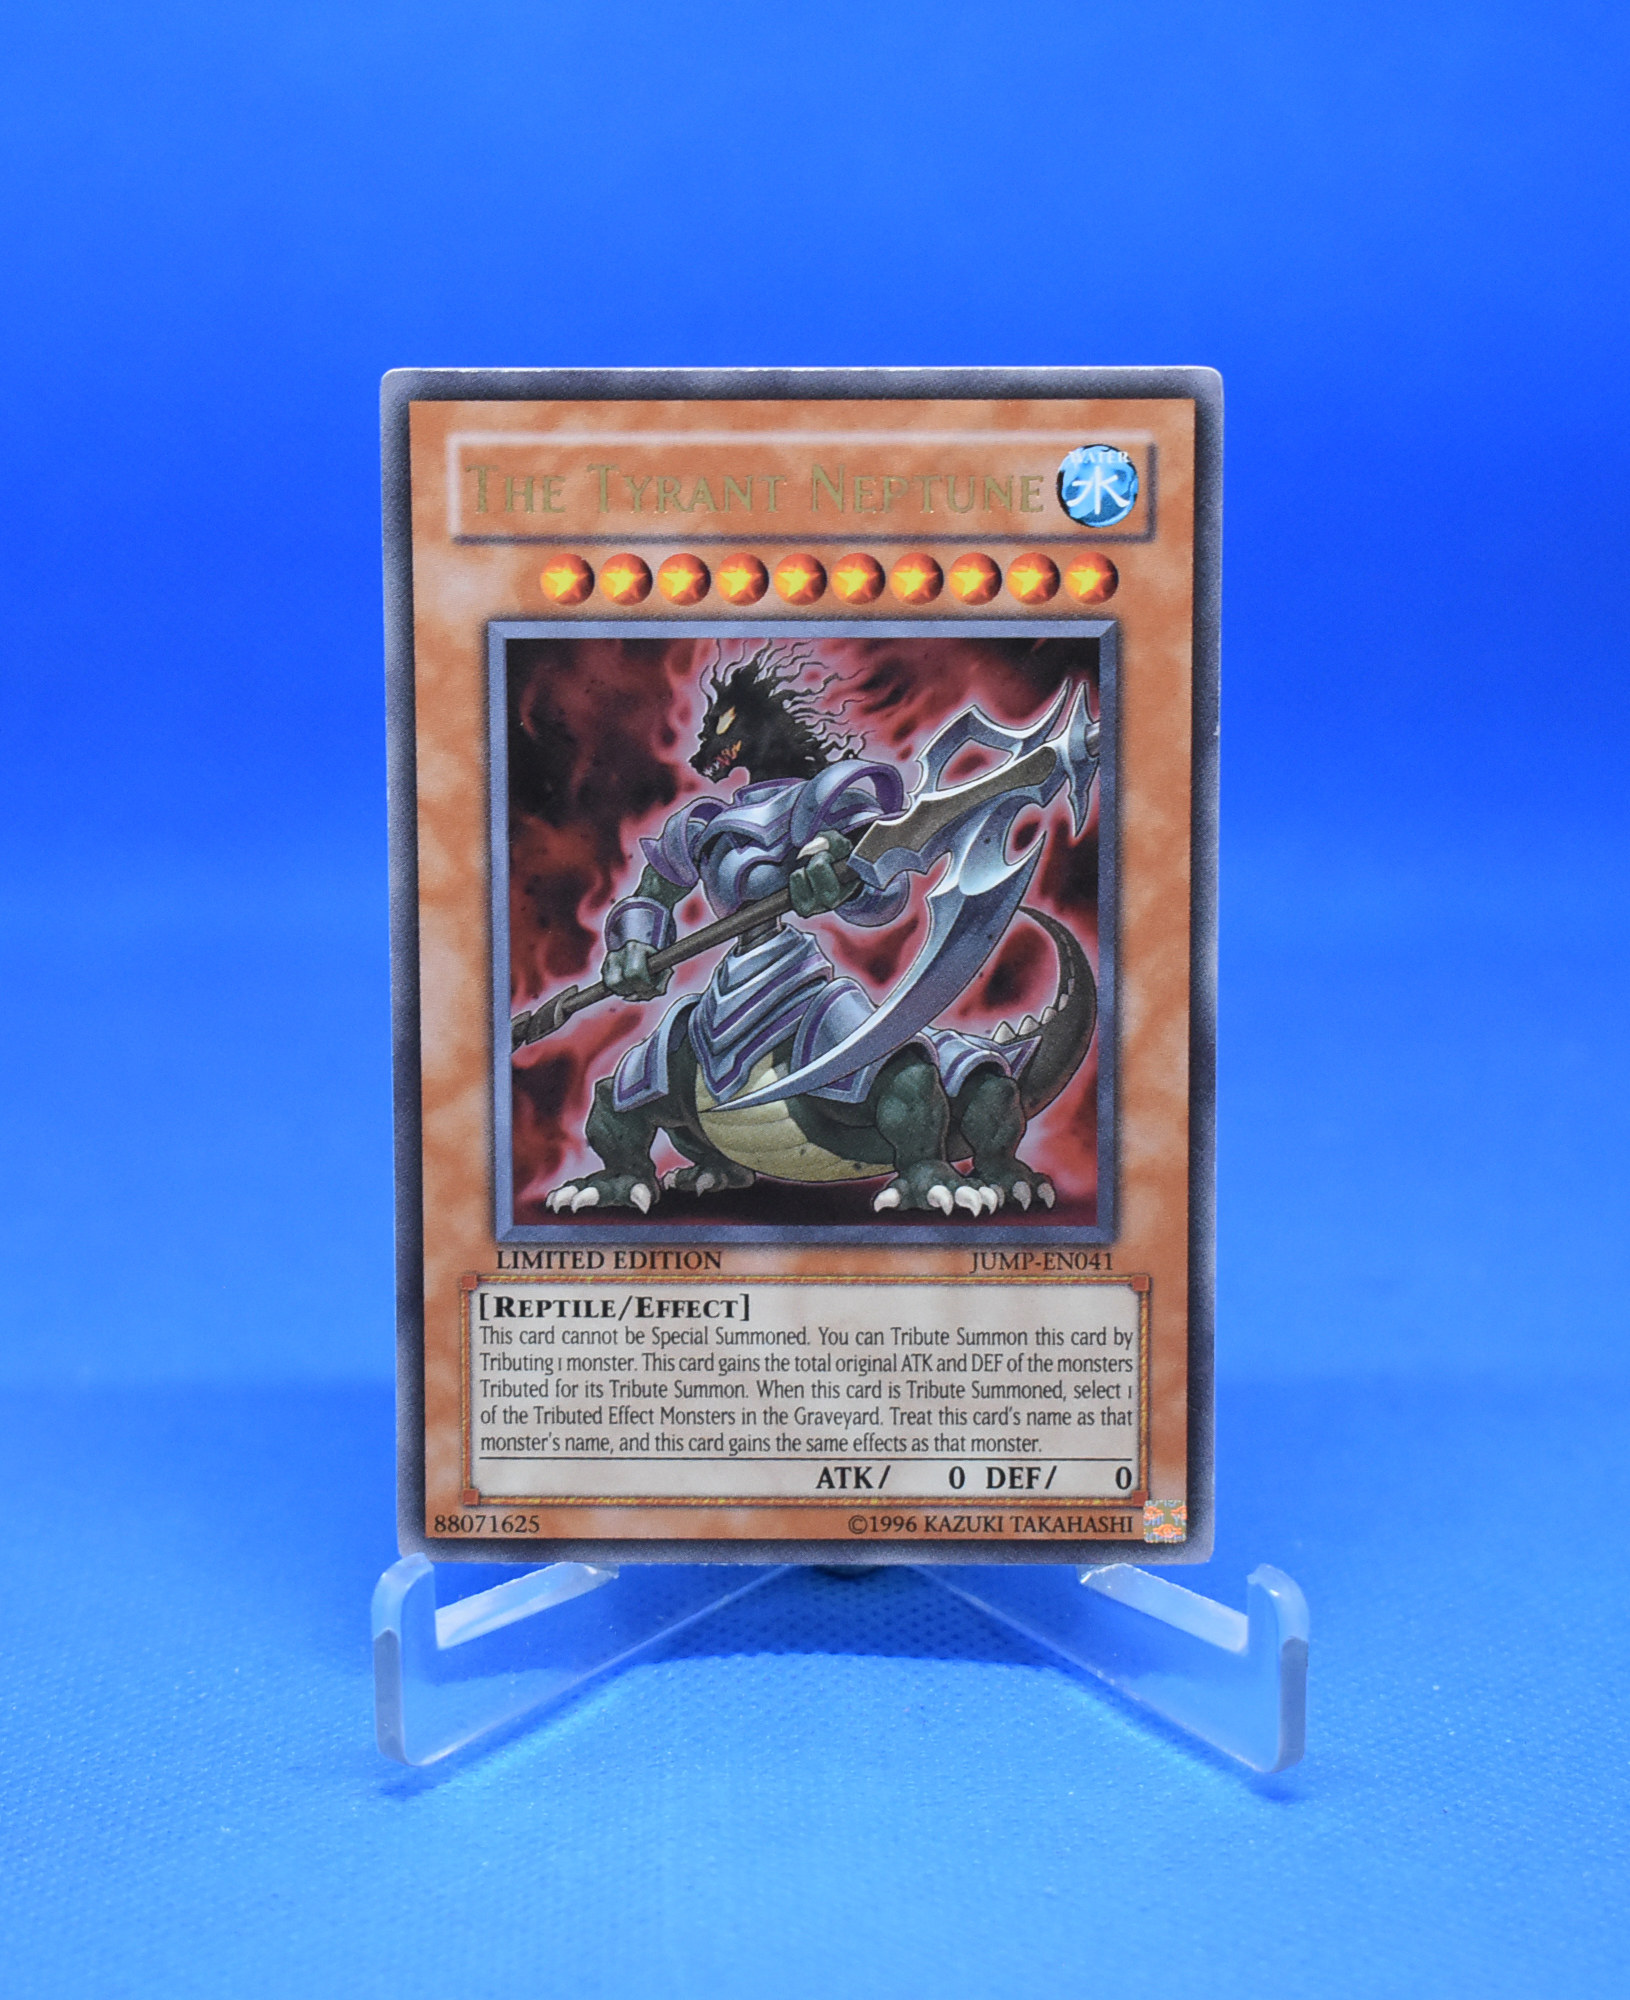 THE TYRANT NEPTUNE
WATER
水
LIMITED EDITION
JUMP-EN041
[REPTILE/EFFECT]
This card cannot be Special Summoned. You can Tribute Summon this card by
Tributing 1 monster. This card gains the total original ATK and DEF of the monsters
Tributed for its Tribute Summon. When this card is Tribute Summoned, select 1
of the Tributed Effect Monsters in the Graveyard. Treat this card's name as that
monster's name, and this card gains the same effects as that monster.
ATK/ 0 DEF/ 0
88071625
©1996 KAZUKI TAKAHASHI